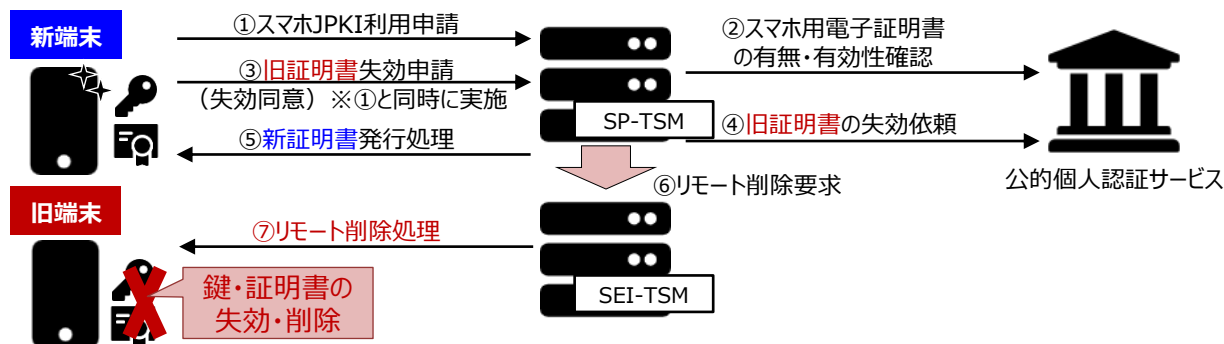 新端末
①スマホJPKI利用申請
③旧証明書失効申請
（失効同意）※①と同時に実施
⑤新証明書発行処理
SP-TSM
②スマホ用電子証明書
の有無・有効性確認
④旧証明書の失効依頼
公的個人認証サービス
⑥リモート削除要求
旧端末
⑦リモート削除処理
鍵・証明書の
失効・削除
SEI-TSM